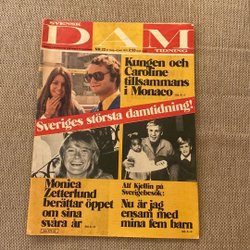 SVENSK
DAM
TIDNING
Kungen och
Caroline
tillsammans
i Monaco
Sveriges största damtidning!
Monica
Zetterlund
berättar öppet
om sina
svåra år
Alf Kjellin på
Sverigebesök:
Nu är jag
ensam med
mina fem barn